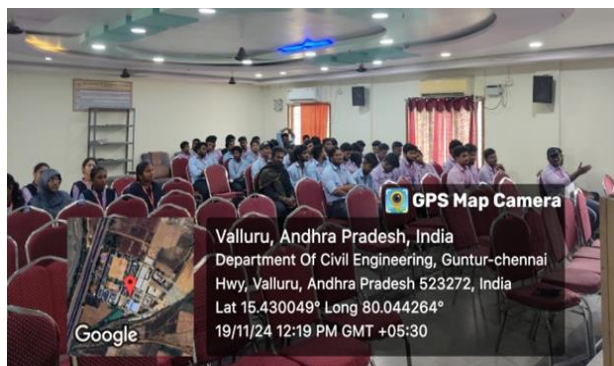 GPS Map Camera
Valluru, Andhra Pradesh, India
Department Of Civil Engineering, Guntur-chennai
Hwy, Valluru, Andhra Pradesh 523272, India
Lat 15.430049° Long 80.044264°
19/11/24 12:19 PM GMT +05:30
Google